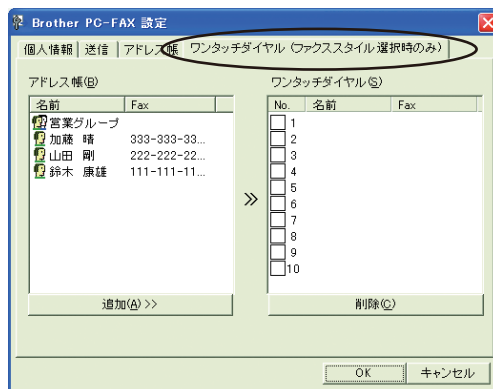 Brother PC-FAX 設定
個人情報 送信 アドレス帳 ワンタッチダイヤル (ファクススタイル選択時のみ)
アドレス帳(B)
名前 Fax
営業グループ
加藤 晴 333-333-33...
山田 剛 222-222-22...
鈴木 康雄 111-111-11...
追加(A) >>
>>
ワンタッチダイヤル(S)
No. 名前 Fax
1
2
3
4
5
6
7
8
9
10
削除(C)
OK キャンセル